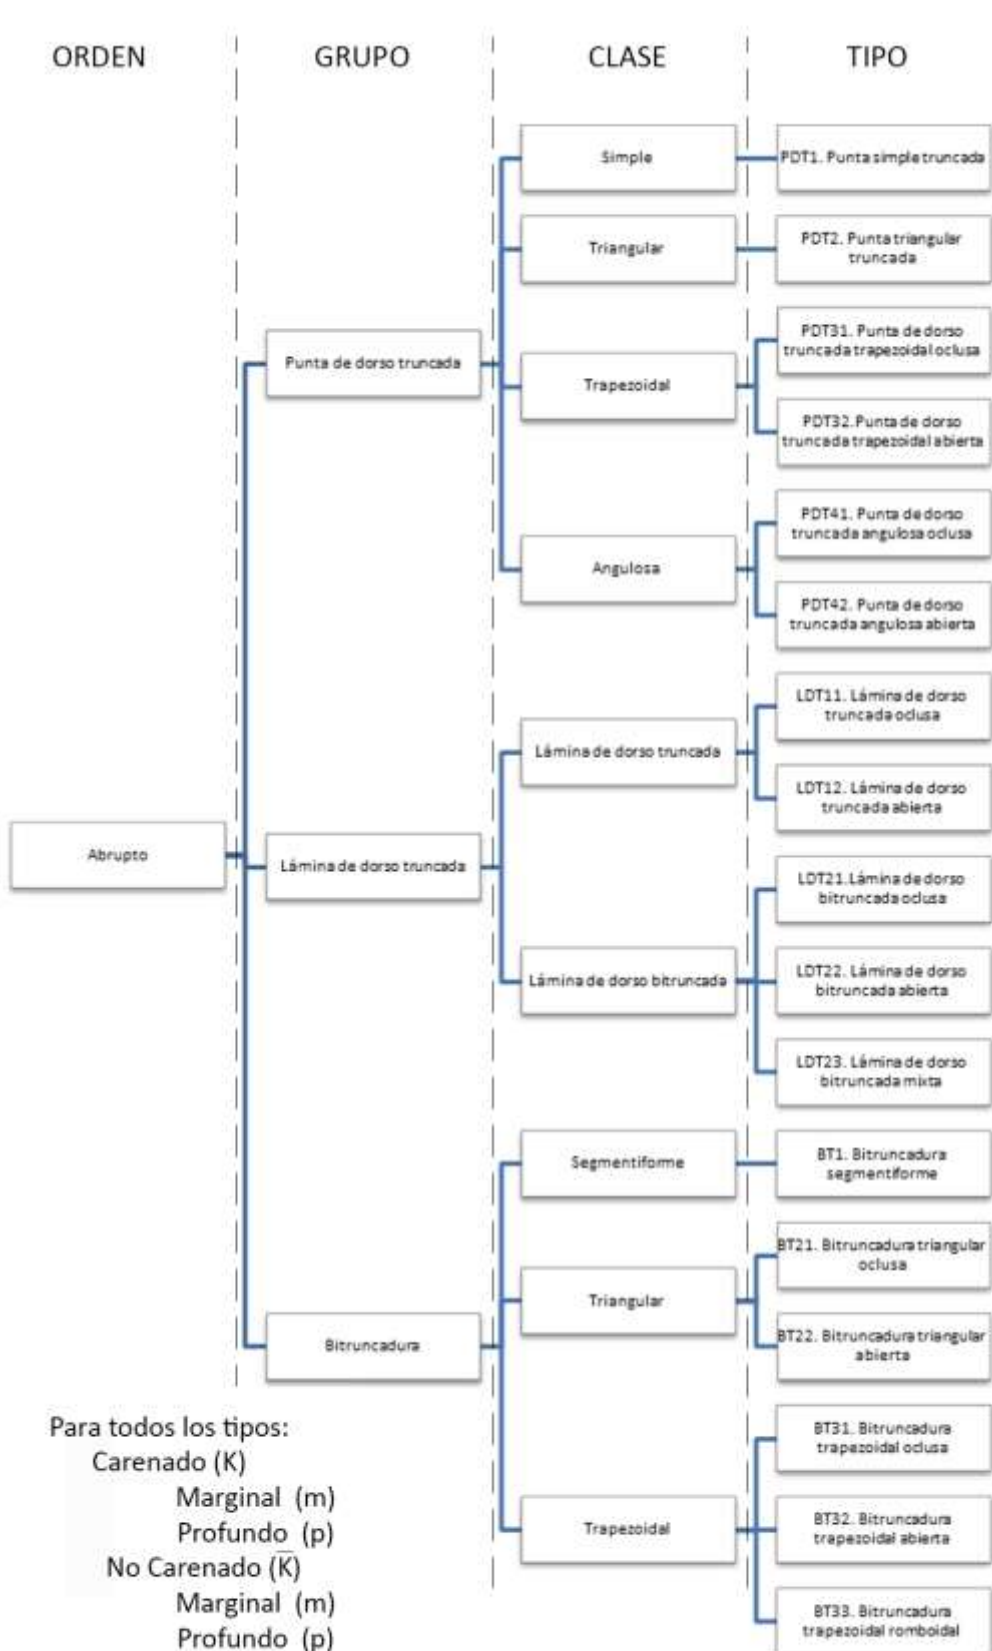 ORDEN
GRUPO
CLASE
TIPO
Simple
PDT1. Punta simple truncada
Triangular
PDT2. Punta triangular
truncada
Punta de dorso truncada
PDT31. Punta de dorso
truncada trapezoidal oclusa
Trapezoidal
PDT32.Punta de dorso
truncada trapezoidal abierta
PDT41. Punta de dorso
truncada angulosa oclusa
Angulosa
PDT42. Punta de dorso
truncada angulosa abierta
LDT11. Lámina de dorso
truncada oclusa
Lámina de dorso truncada
LDT12. Lámina de dorso
truncada abierta
Abrupto
Lámina de dorso truncada
LDT21.Lámina de dorso
bitruncada oclusa
Lámina de dorso bitruncada
LDT22. Lámina de dorso
bitruncada abierta
LDT23. Lámina de dorso
bitruncada mixta
Segmentiforme
BT1. Bitruncadura
segmentiforme
BT21. Bitruncadura triangular
oclusa
Triangular
Bitruncadura
BT22. Bitruncadura triangular
abierta
BT31. Bitruncadura
trapezoidal oclusa
Trapezoidal
BT32. Bitruncadura
trapezoidal abierta
BT33. Bitruncadura
trapezoidal romboidal
Para todos los tipos:
Carenado (K)
Marginal (m)
Profundo (p)
No Carenado (K̅)
Marginal (m)
Profundo (p)